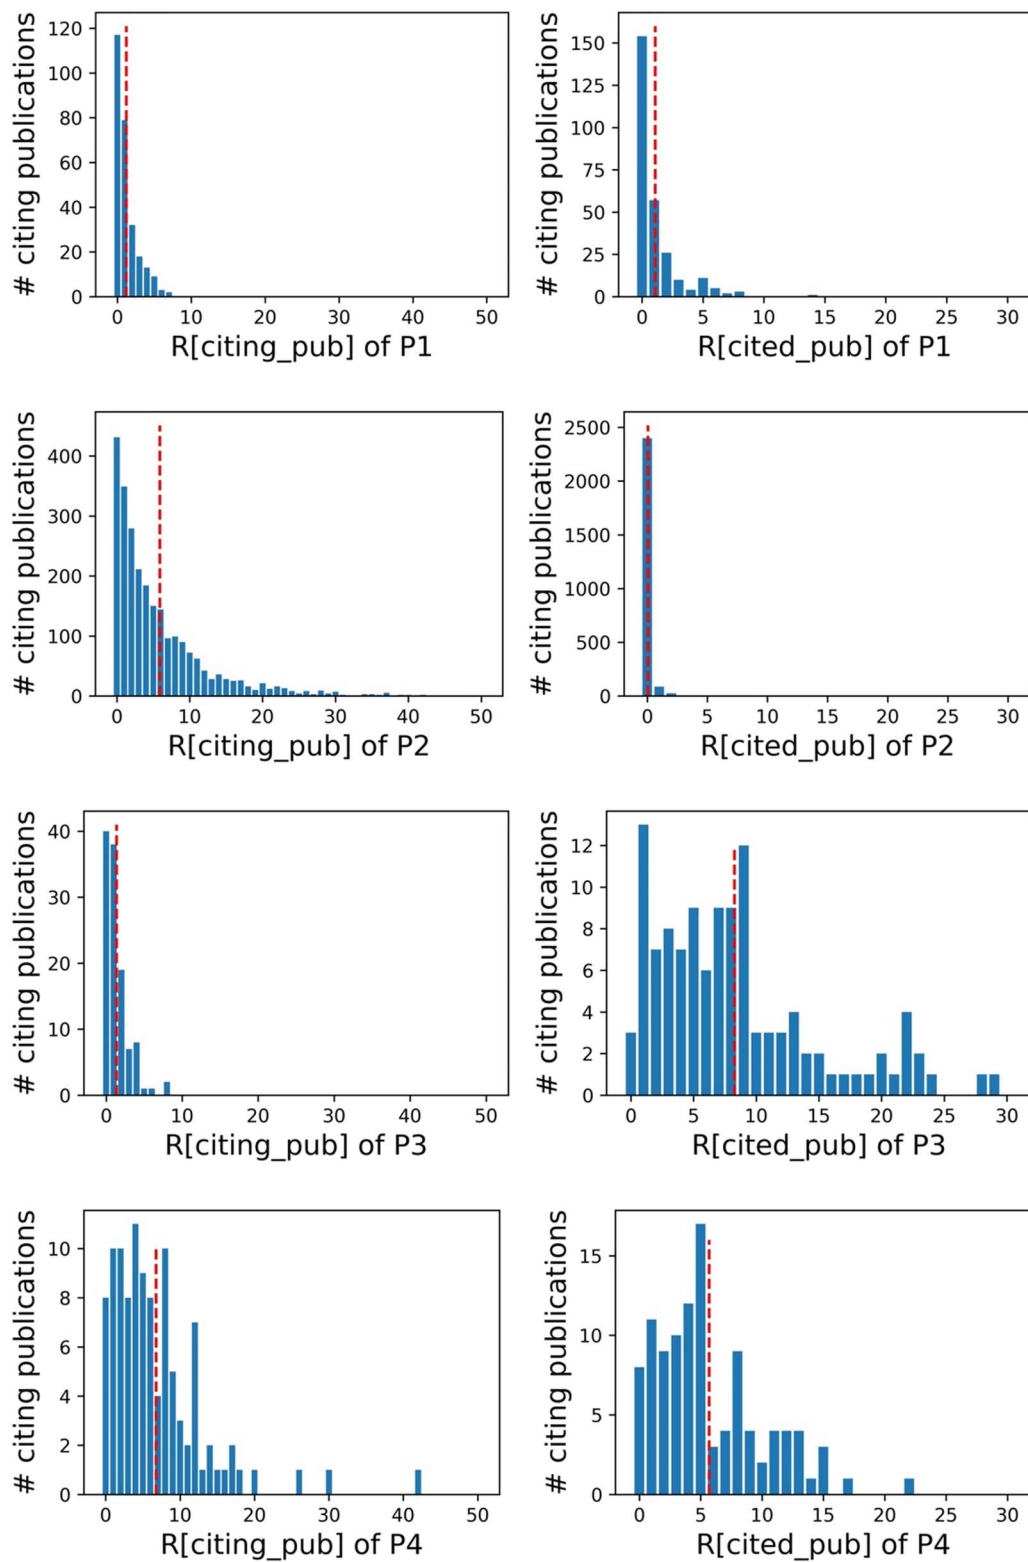 # citing publications
120
100
80
60
40
20
0
0 10 20 30 40 50
R[citing_pub] of P1
# citing publications
150
125
100
75
50
25
0
0 5 10 15 20 25 30
R[cited_pub] of P1
# citing publications
400
300
200
100
0
0 10 20 30 40 50
R[citing_pub] of P2
# citing publications
2500
2000
1500
1000
500
0
0 5 10 15 20 25 30
R[cited_pub] of P2
# citing publications
40
30
20
10
0
0 10 20 30 40 50
R[citing_pub] of P3
# citing publications
12
10
8
6
4
2
0
0 5 10 15 20 25 30
R[cited_pub] of P3
# citing publications
10
8
6
4
2
0
0 10 20 30 40 50
R[citing_pub] of P4
# citing publications
15
10
5
0
0 5 10 15 20 25 30
R[cited_pub] of P4